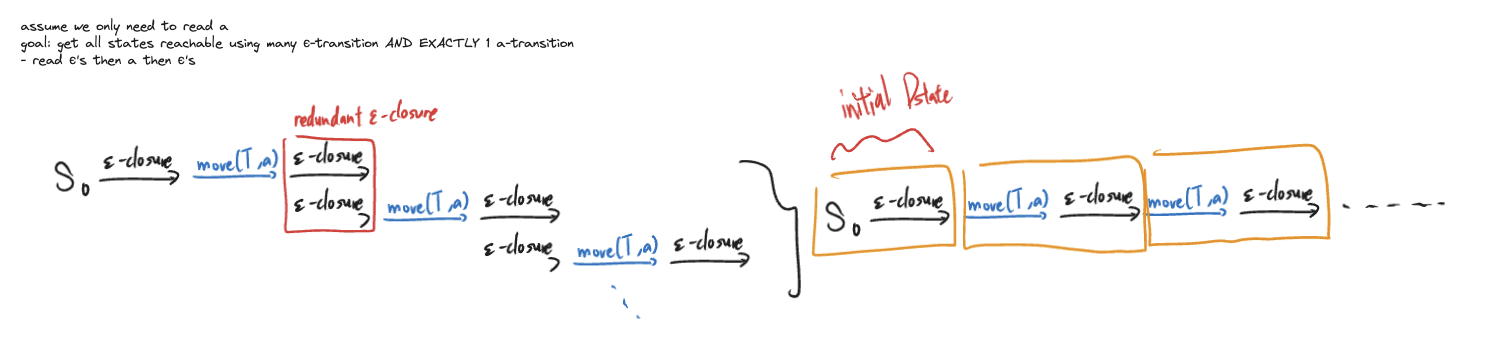 assume we only need to read a
goal: get all states reachable using many ε-transition AND EXACTLY 1 a-transition
- read ε's then a then ε's
redundant ε-closure
S₀ ε-closure move(T,a) ε-closure
ε-closure move(T,a) ε-closure
ε-closure move(T,a) ε-closure
initial Dstate
S₀ ε-closure move(T,a) ε-closure move(T,a) ε-closure